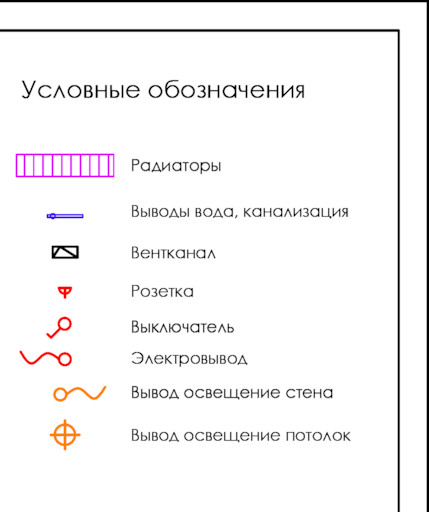 Условные обозначения
Радиаторы
Выводы вода, канализация
Вентканал
Розетка
Выключатель
Электровывод
Вывод освещение стена
Вывод освещение потолок